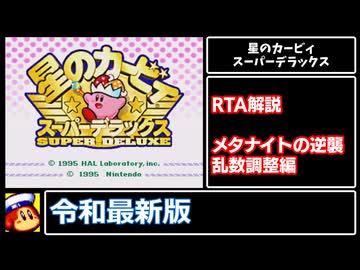 星のカービィ
スーパーデラックス
SUPER DELUXE
© 1995 HAL Laboratory, inc.
© 1995 Nintendo
星のカービィ
スーパーデラックス
RTA解説
メタナイトの逆襲
乱数調整編
令和最新版